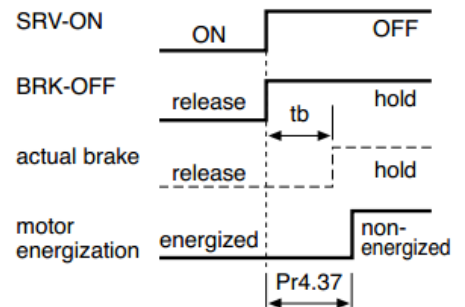 SRV-ON ON OFF
BRK-OFF release hold
tb
actual brake release hold
motor energization energized non-energized
Pr4.37